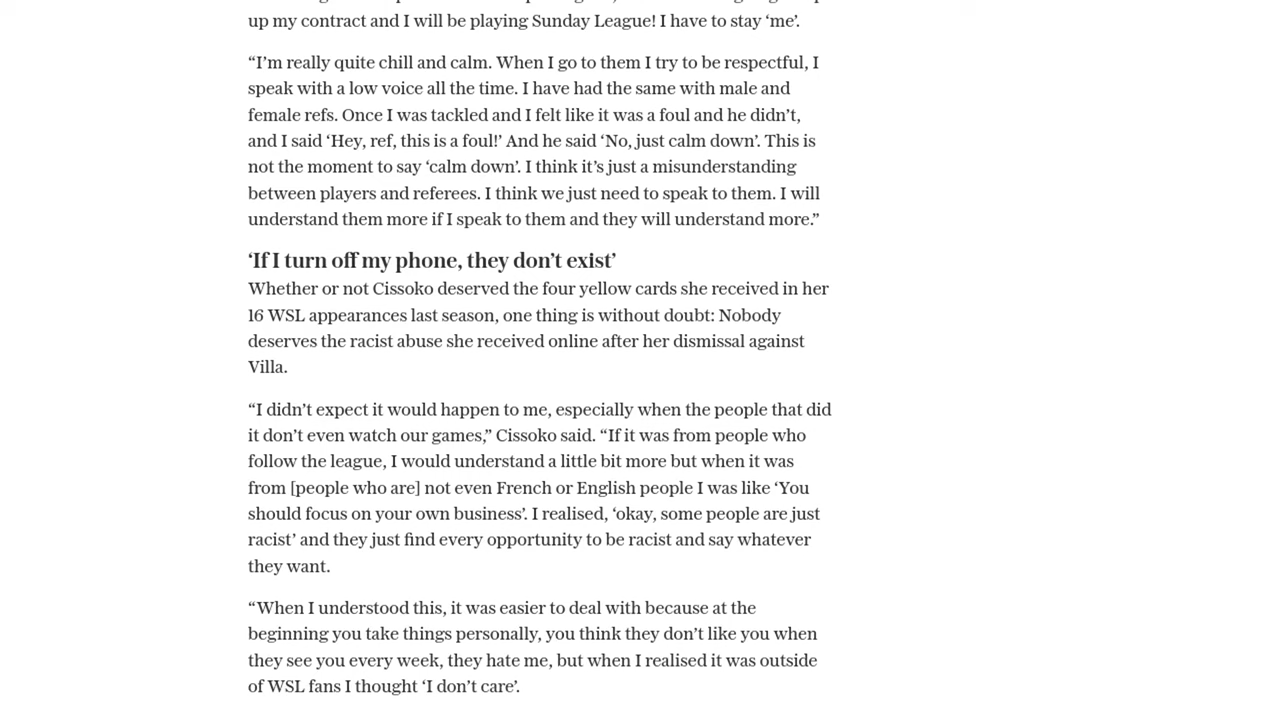 up my contract and I will be playing Sunday League! I have to stay ‘me’.
“I’m really quite chill and calm. When I go to them I try to be respectful, I
speak with a low voice all the time. I have had the same with male and
female refs. Once I was tackled and I felt like it was a foul and he didn’t,
and I said ‘Hey, ref, this is a foul!’ And he said ‘No, just calm down’. This is
not the moment to say ‘calm down’. I think it’s just a misunderstanding
between players and referees. I think we just need to speak to them. I will
understand them more if I speak to them and they will understand more.”
‘If I turn off my phone, they don’t exist’
Whether or not Cissoko deserved the four yellow cards she received in her
16 WSL appearances last season, one thing is without doubt: Nobody
deserves the racist abuse she received online after her dismissal against
Villa.
“I didn’t expect it would happen to me, especially when the people that did
it don’t even watch our games,” Cissoko said. “If it was from people who
follow the league, I would understand a little bit more but when it was
from [people who are] not even French or English people I was like ‘You
should focus on your own business’. I realised, ‘okay, some people are just
racist’ and they just find every opportunity to be racist and say whatever
they want.
“When I understood this, it was easier to deal with because at the
beginning you take things personally, you think they don’t like you when
they see you every week, they hate me, but when I realised it was outside
of WSL fans I thought ‘I don’t care’.